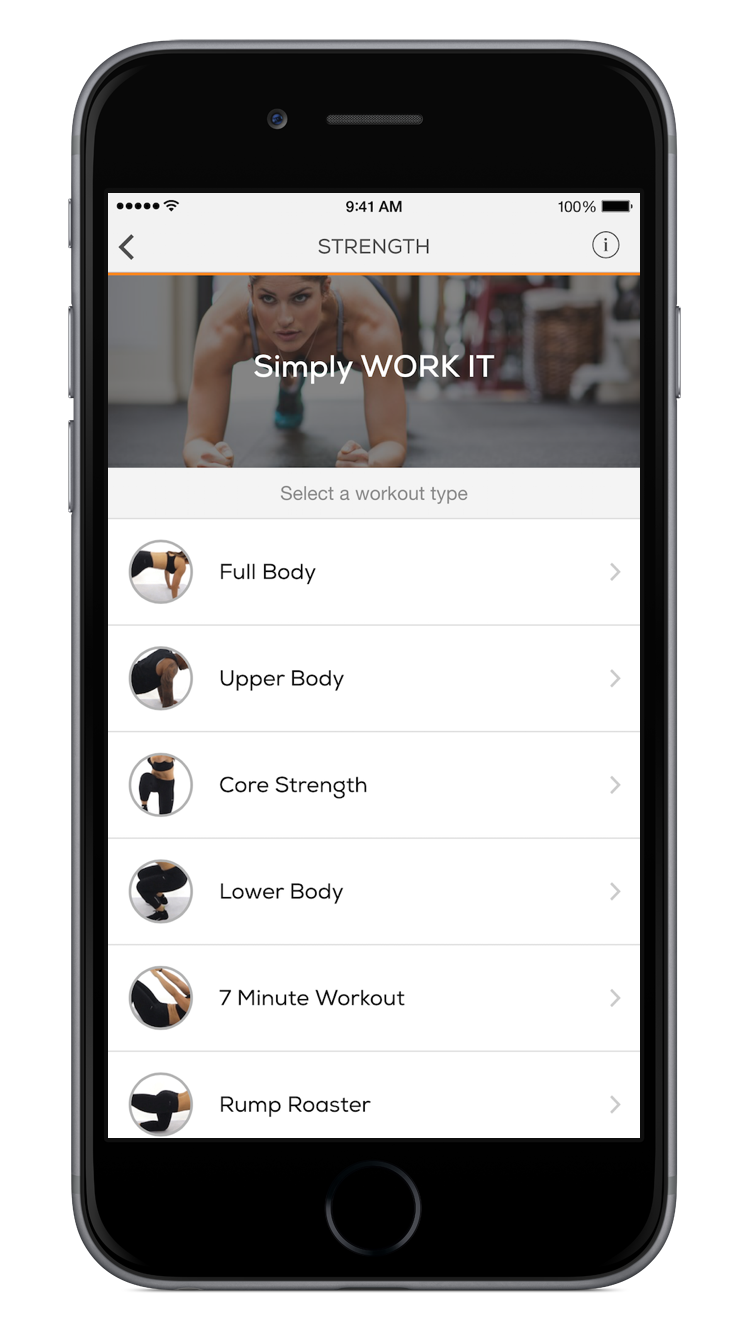 9:41 AM
100%
STRENGTH
i
Simply WORK IT
Select a workout type
Full Body
Upper Body
Core Strength
Lower Body
7 Minute Workout
Rump Roaster